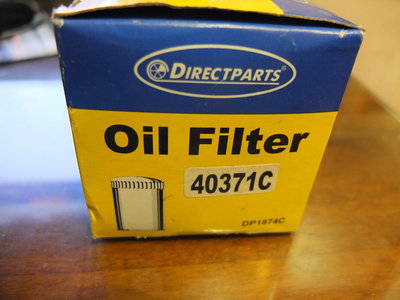 DIRECTPARTS
Oil Filter
40371C
DP1874C